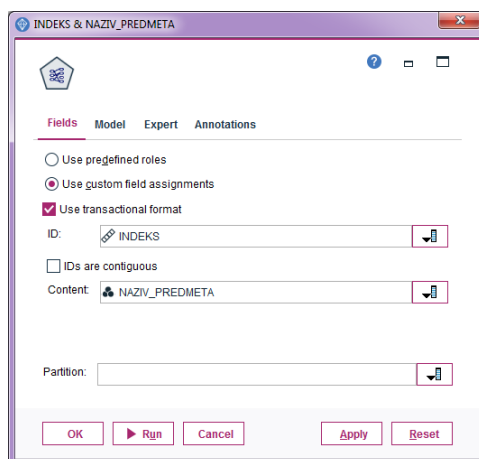 INDEKS & NAZIV_PREDMETA
?
Fields Model Expert Annotations
Use predefined roles
Use custom field assignments
Use transactional format
ID: INDEKS
IDs are contiguous
Content: NAZIV_PREDMETA
Partition:
OK Run Cancel Apply Reset